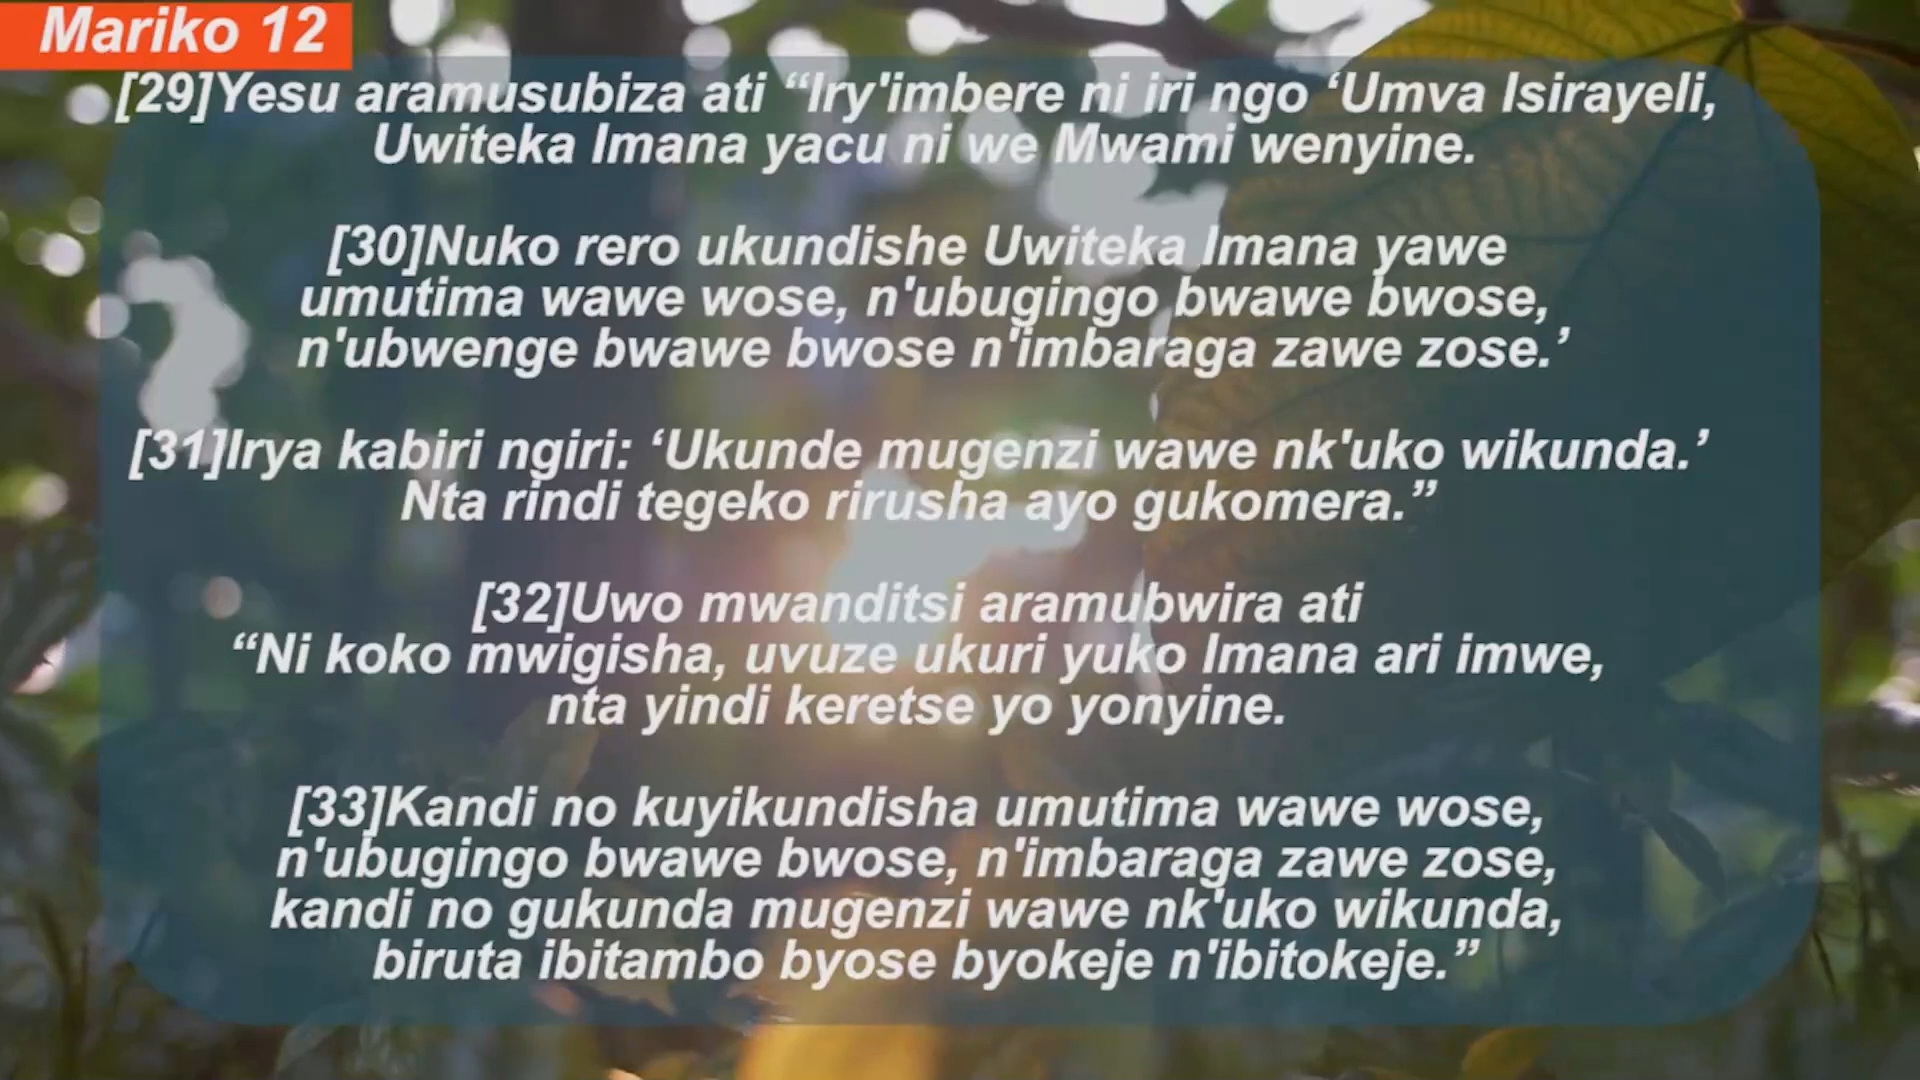 Mariko 12
[29]Yesu aramusubiza ati “Iry'imbere ni iri ngo ‘Umva Isirayeli,
Uwiteka Imana yacu ni we Mwami wenyine.
[30]Nuko rero ukundishe Uwiteka Imana yawe
umutima wawe wose, n'ubugingo bwawe bwose,
n'ubwenge bwawe bwose n'imbaraga zawe zose.’
[31]Irya kabiri ngiri: ‘Ukunde mugenzi wawe nk'uko wikunda.’
Nta rindi tegeko rirusha ayo gukomera.”
[32]Uwo mwanditsi aramubwira ati
“Ni koko mwigisha, uvuze ukuri yuko Imana ari imwe,
nta yindi keretse yo yonyine.
[33]Kandi no kuyikundisha umutima wawe wose,
n'ubugingo bwawe bwose, n'imbaraga zawe zose,
kandi no gukunda mugenzi wawe nk'uko wikunda,
biruta ibitambo byose byokeje n'ibitokeje.”